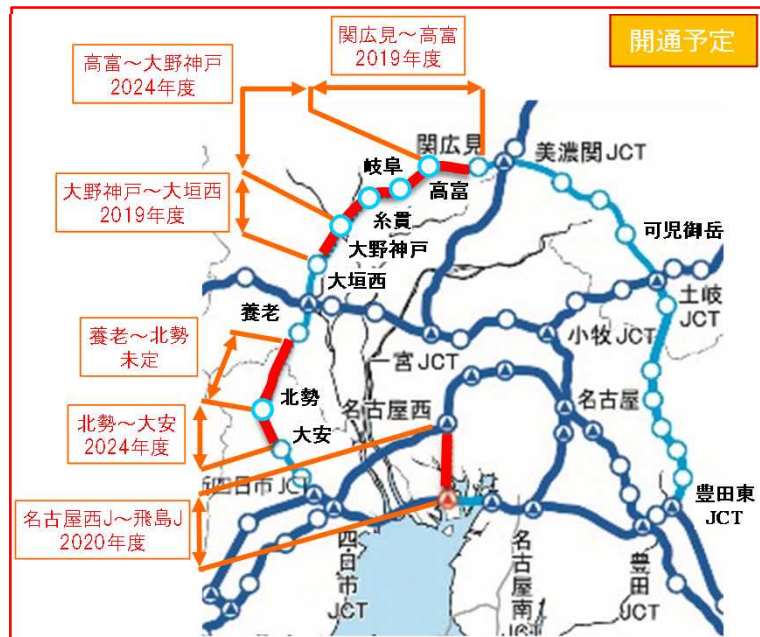 開通予定
関広見～高富
2019年度
高富～大野神戸
2024年度
大野神戸～大垣西
2019年度
養老～北勢
未定
北勢～大安
2024年度
名古屋西J～飛島J
2020年度
関広見
美濃関JCT
岐阜
高富
糸貫
大野神戸
大垣西
可児御岳
土岐
JCT
養老
小牧JCT
一宮JCT
北勢
名古屋西
名古屋
大安
新四日市JCT
豊田東
JCT
四日市
JCT
名古屋南
JCT
豊田
JCT